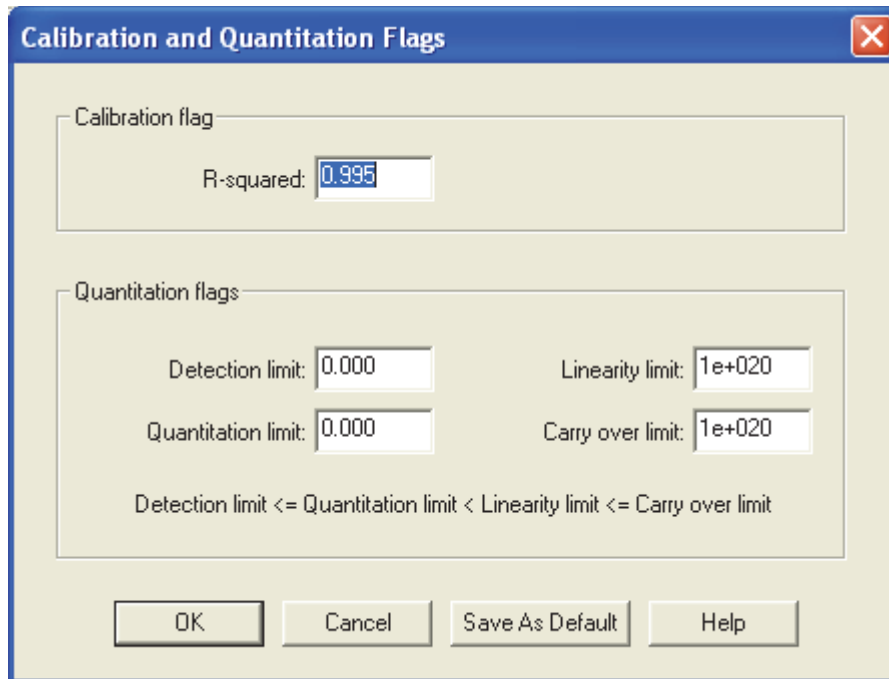 Calibration and Quantitation Flags
Calibration flag
R-squared: 0.995
Quantitation flags
Detection limit: 0.000 Linearity limit: 1e+020
Quantitation limit: 0.000 Carry over limit: 1e+020
Detection limit <= Quantitation limit < Linearity limit <= Carry over limit
OK Cancel Save As Default Help